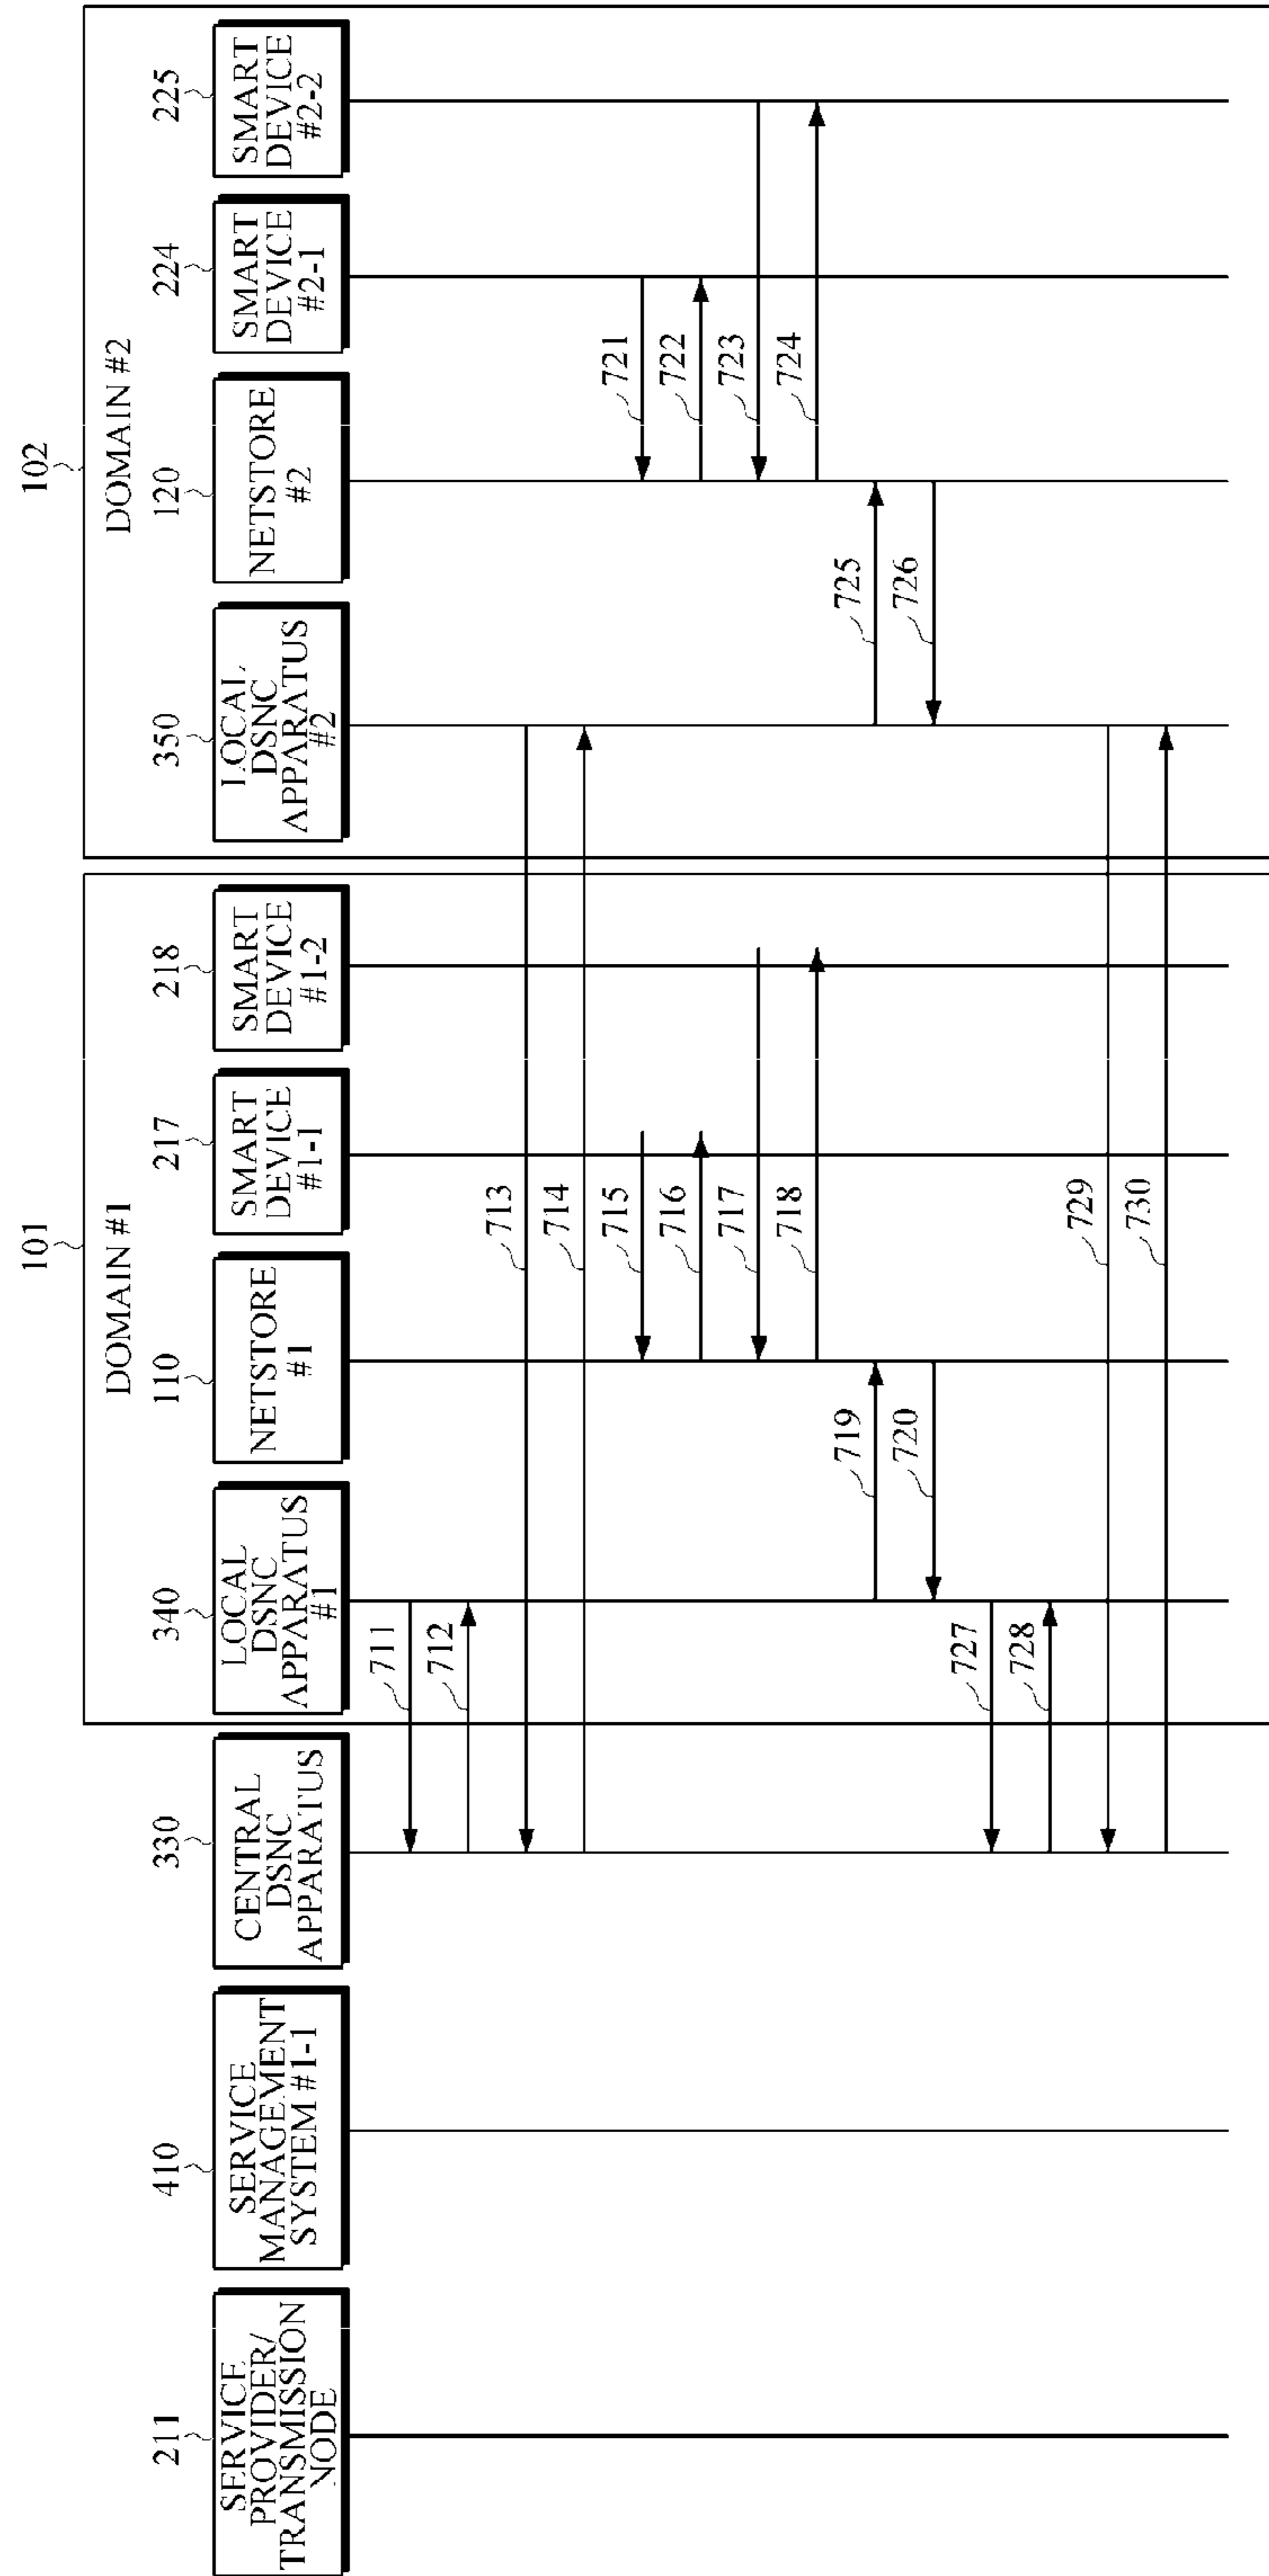 101
102
DOMAIN #1
DOMAIN #2
211
410
330
340
110
217
218
350
120
224
225
SERVICE
PROVIDER/
TRANSMISSION
NODE
SERVICE
MANAGEMENT
SYSTEM #1-1
CENTRAL
DSNC
APPARATUS
LOCAL
DSNC
APPARATUS
#1
NETSTORE
#1
SMART
DEVICE
#1-1
SMART
DEVICE
#1-2
LOCAL
DSNC
APPARATUS
#2
NETSTORE
#2
SMART
DEVICE
#2-1
SMART
DEVICE
#2-2
711
712
713
714
715
716
717
718
719
720
721
722
723
724
725
726
727
728
729
730